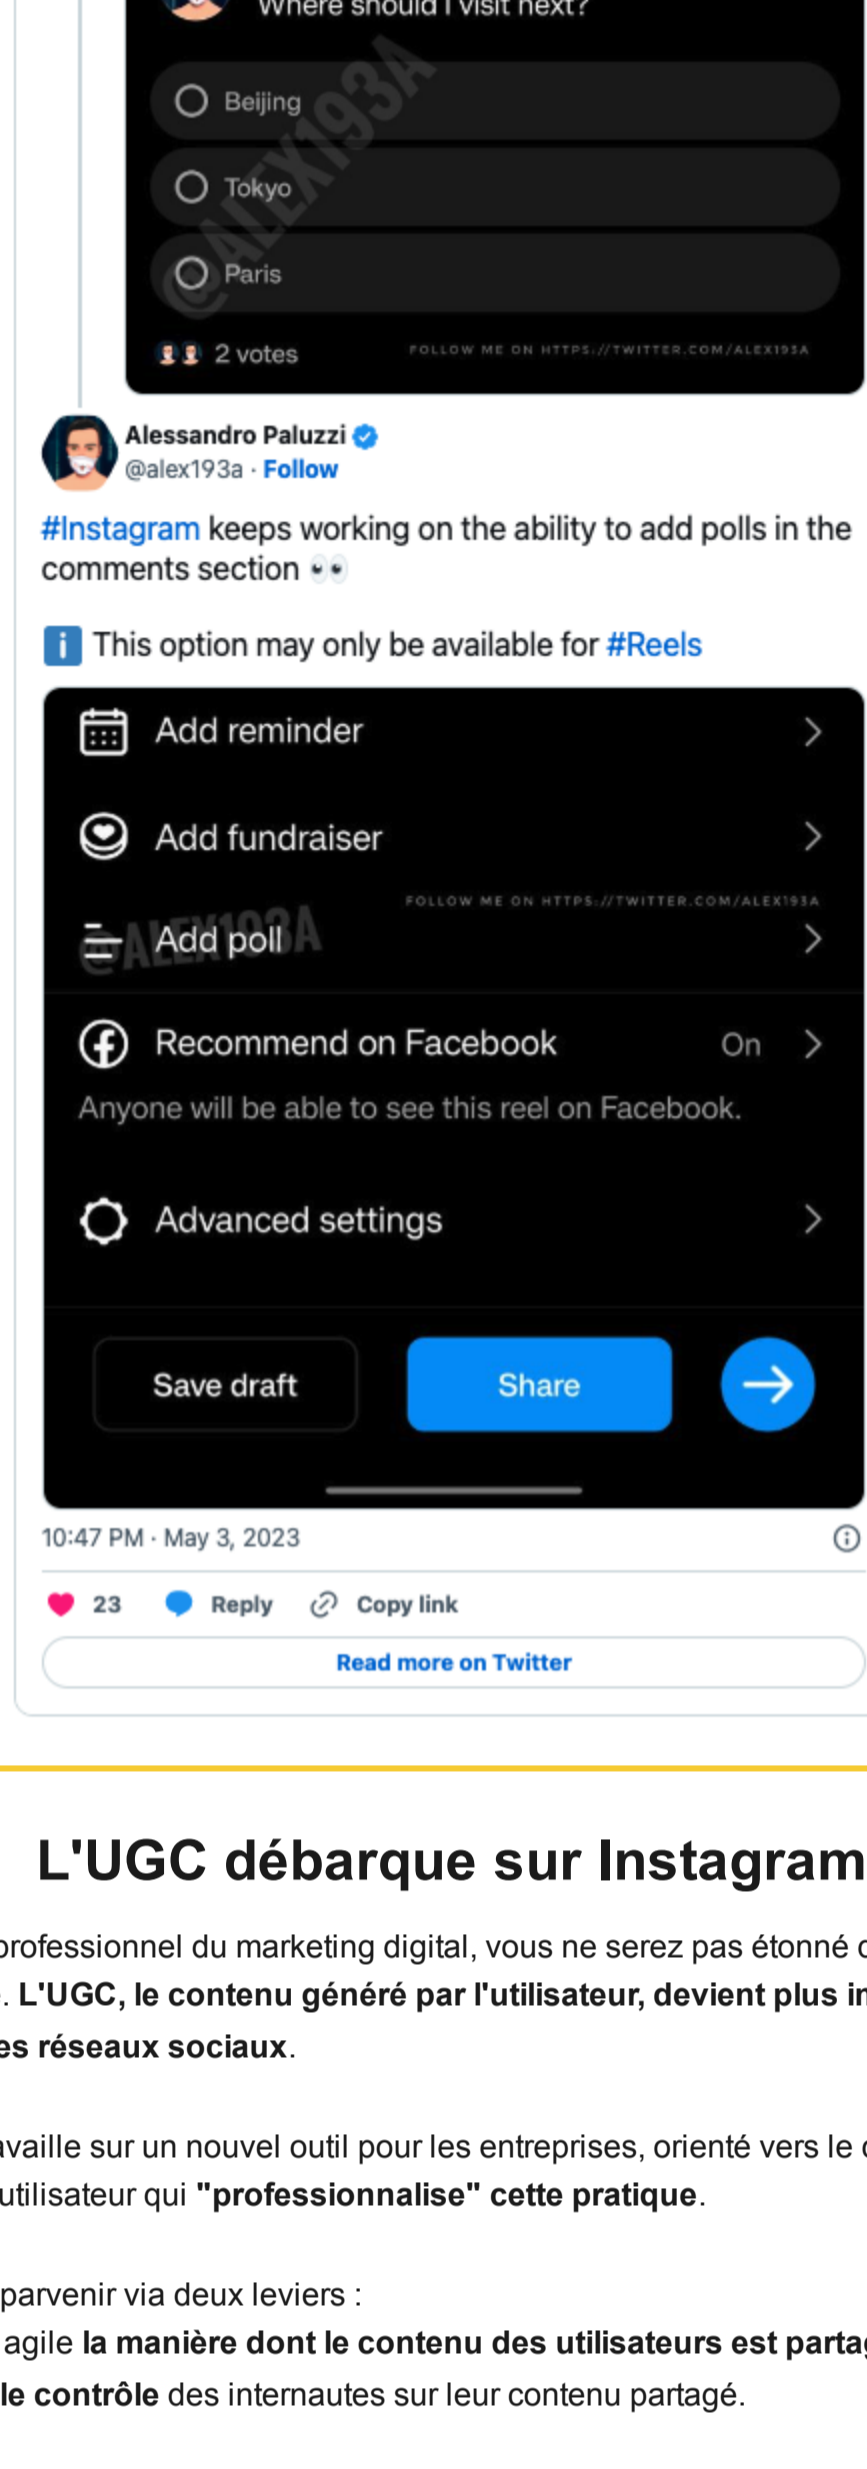 Where should I visit next?
Beijing
Tokyo
Paris
@ALEX193A
2 votes
FOLLOW ME ON HTTPS://TWITTER.COM/ALEX193A
Alessandro Paluzzi
@alex193a · Follow
#Instagram keeps working on the ability to add polls in the
comments section 👀
ℹ️ This option may only be available for #Reels
Add reminder
Add fundraiser
FOLLOW ME ON HTTPS://TWITTER.COM/ALEX193A
@ALEX193A
Add poll
Recommend on Facebook On
Anyone will be able to see this reel on Facebook.
Advanced settings
Save draft Share
10:47 PM · May 3, 2023
23 Reply Copy link
Read more on Twitter
L'UGC débarque sur Instagram
professionnel du marketing digital, vous ne serez pas étonné
. L'UGC, le contenu généré par l'utilisateur, devient plus
es réseaux sociaux.
availle sur un nouvel outil pour les entreprises, orienté vers le
utilisateur qui "professionnalise" cette pratique.
parvenir via deux leviers :
agile la manière dont le contenu des utilisateurs est
le contrôle des internautes sur leur contenu partagé.